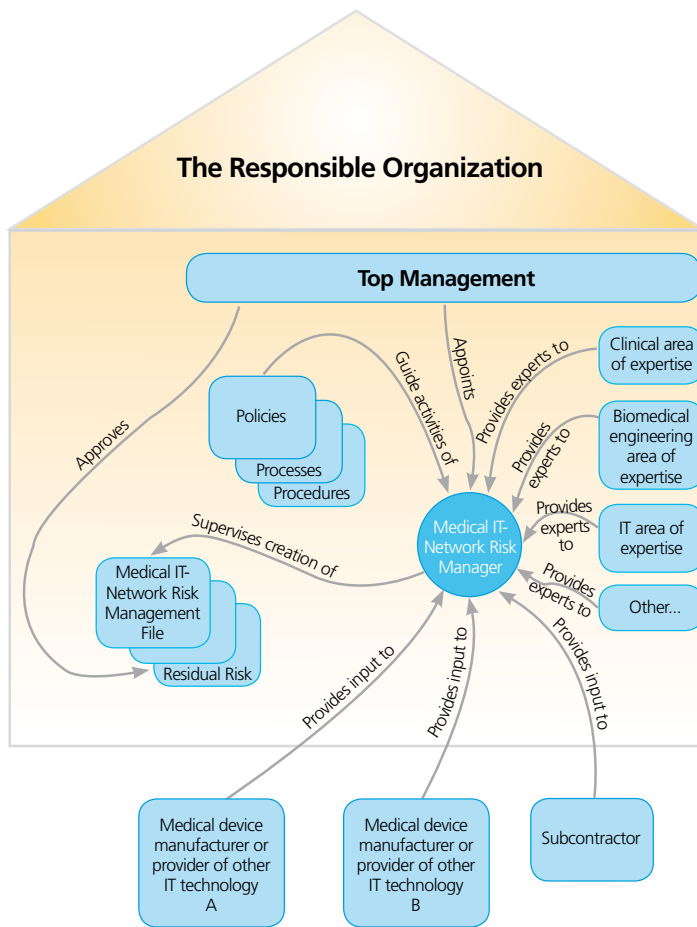 The Responsible Organization
Top Management
Approves
Guide activities of
Appoints
Provides experts to
Clinical area
of expertise
Policies
Processes
Procedures
Provides
experts to
Biomedical
engineering
area of
expertise
Provides
experts
to
IT area of
expertise
Medical IT-
Network Risk
Manager
Supervises creation of
Provides
experts to
Other...
Medical IT-
Network Risk
Management
File
Residual Risk
Provides input to
Provides input to
Provides input to
Medical device
manufacturer or
provider of other
IT technology
A
Medical device
manufacturer or
provider of other
IT technology
B
Subcontractor